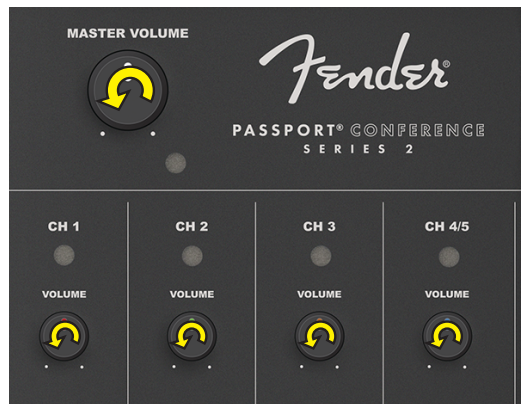 MASTER VOLUME
Fender®
PASSPORT® CONFERENCE
SERIES 2
CH 1
CH 2
CH 3
CH 4/5
VOLUME
VOLUME
VOLUME
VOLUME